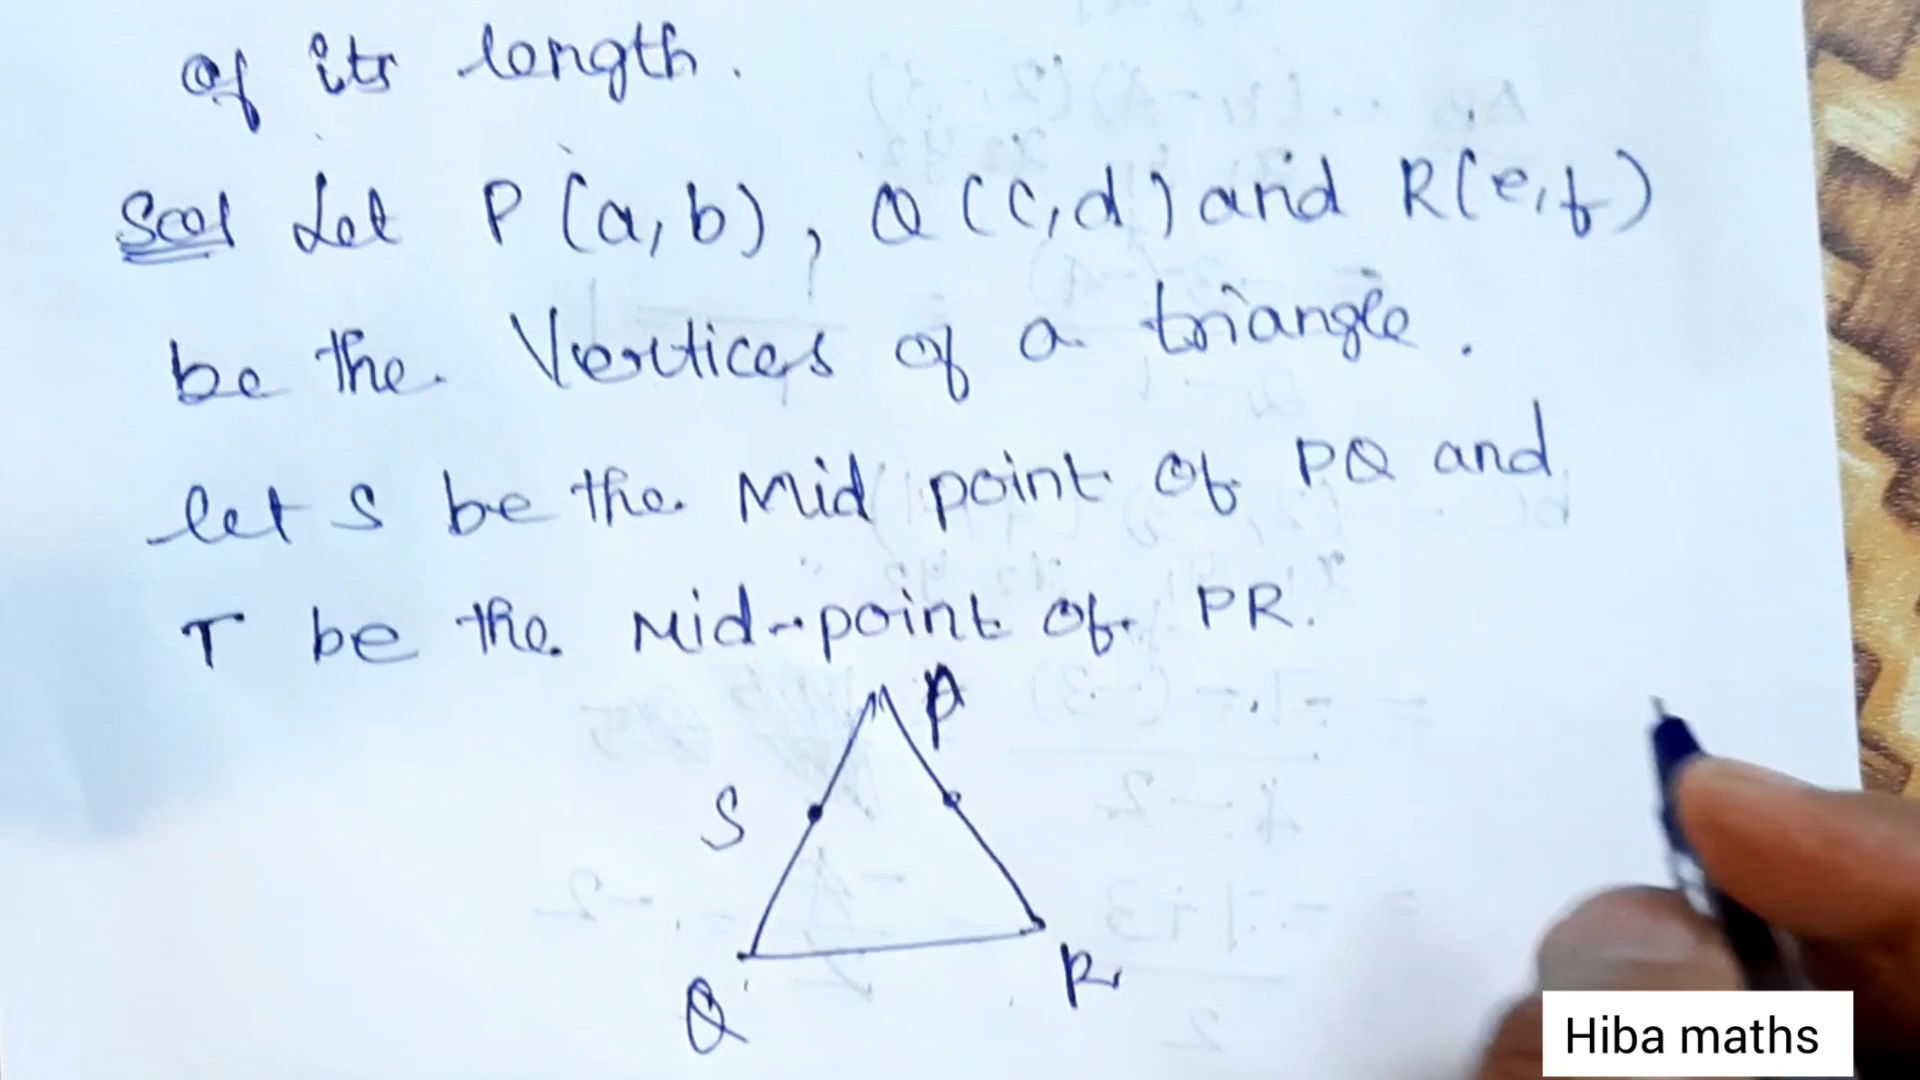 of its length.
Sol Let P(a,b), Q(c,d) and R(e,f)
be the Vertices of a triangle.
let S be the Mid point of PQ and
T be the Mid-point of PR.
P
S
Q
R
Hiba maths